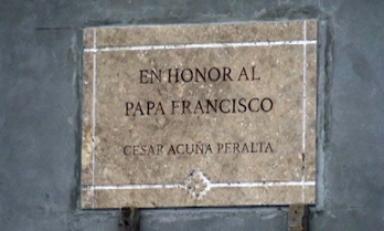 EN HONOR AL
PAPA FRANCISCO
CESAR ACUÑA PERALTA